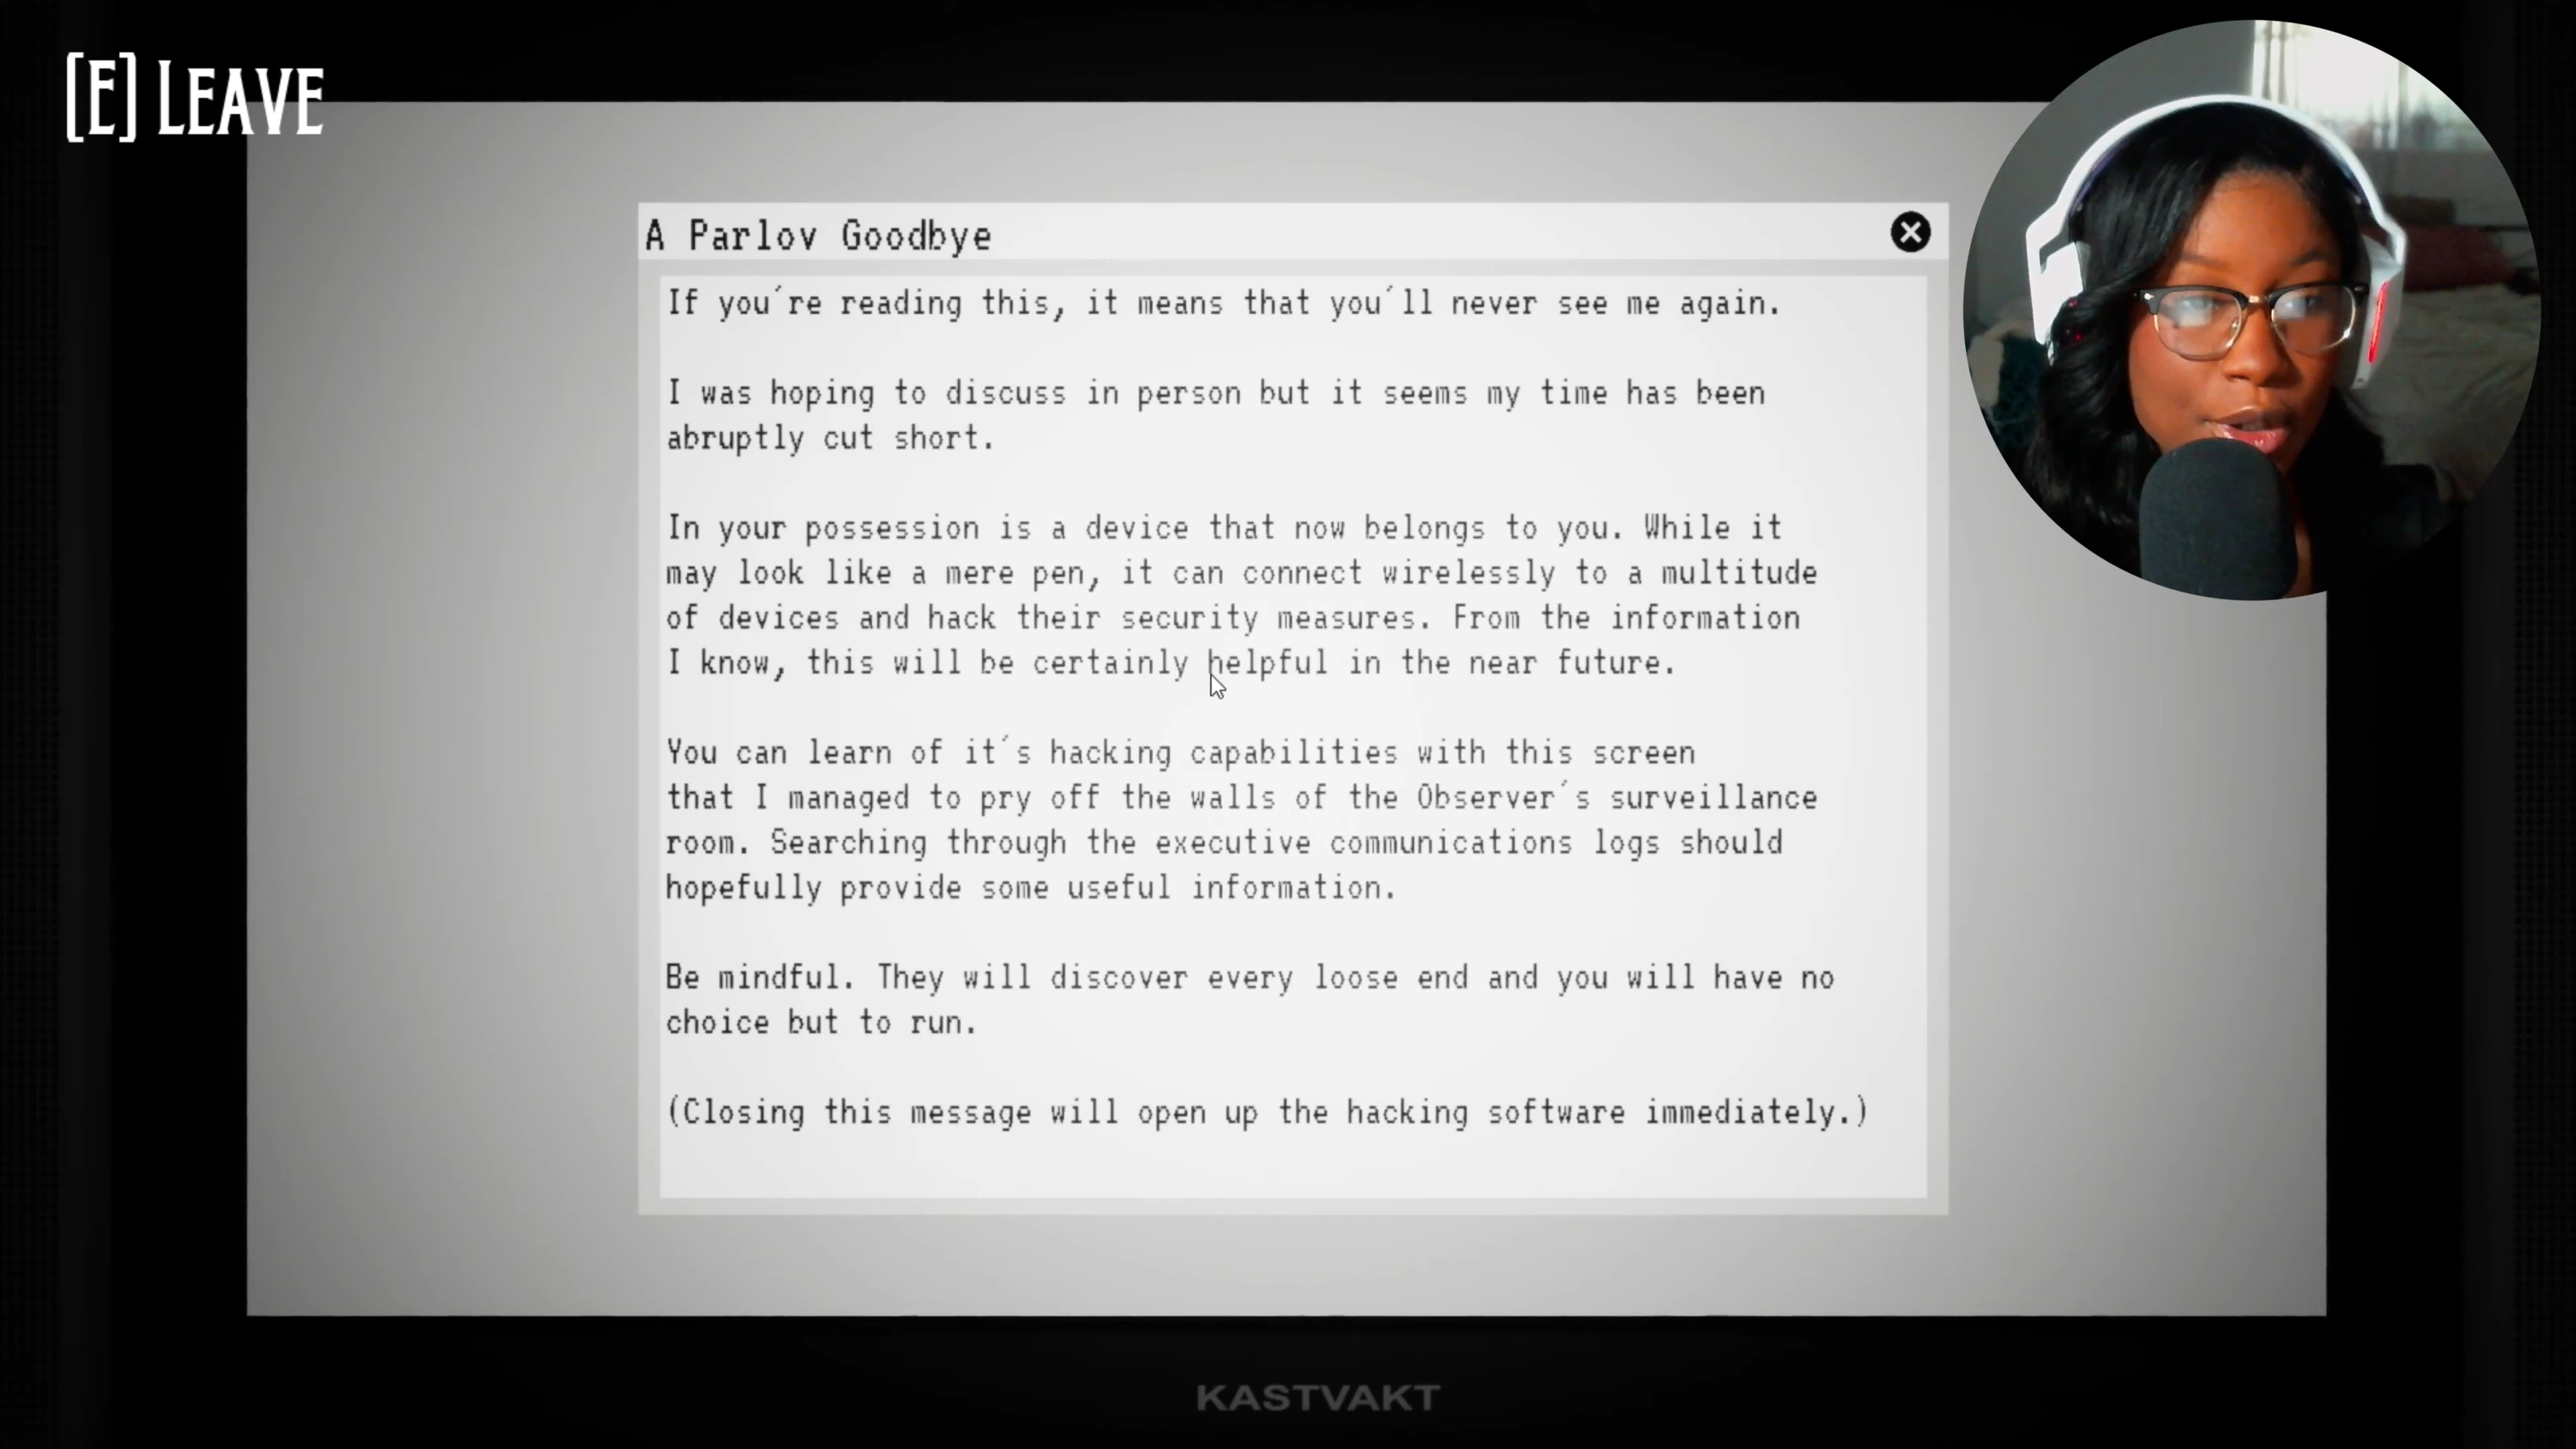 [E] LEAVE
A Parlov Goodbye
If you´re reading this, it means that you´ll never see me again.
I was hoping to discuss in person but it seems my time has been
abruptly cut short.
In your possession is a device that now belongs to you. While it
may look like a mere pen, it can connect wirelessly to a multitude
of devices and hack their security measures. From the information
I know, this will be certainly helpful in the near future.
You can learn of it´s hacking capabilities with this screen
that I managed to pry off the walls of the Observer´s surveillance
room. Searching through the executive communications logs should
hopefully provide some useful information.
Be mindful. They will discover every loose end and you will have no
choice but to run.
(Closing this message will open up the hacking software immediately.)
KASTVAKT